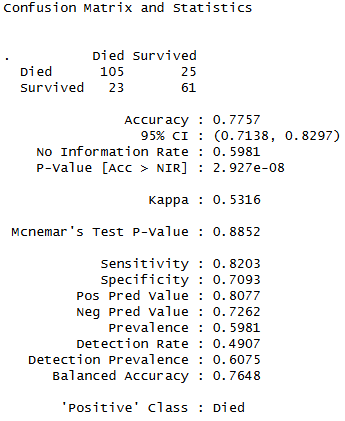 Confusion Matrix and Statistics
.          Died Survived
  Died      105       25
  Survived   23       61
Accuracy : 0.7757
95% CI : (0.7138, 0.8297)
No Information Rate : 0.5981
P-Value [Acc > NIR] : 2.927e-08
Kappa : 0.5316
Mcnemar's Test P-Value : 0.8852
Sensitivity : 0.8203
Specificity : 0.7093
Pos Pred Value : 0.8077
Neg Pred Value : 0.7262
Prevalence : 0.5981
Detection Rate : 0.4907
Detection Prevalence : 0.6075
Balanced Accuracy : 0.7648
'Positive' Class : Died